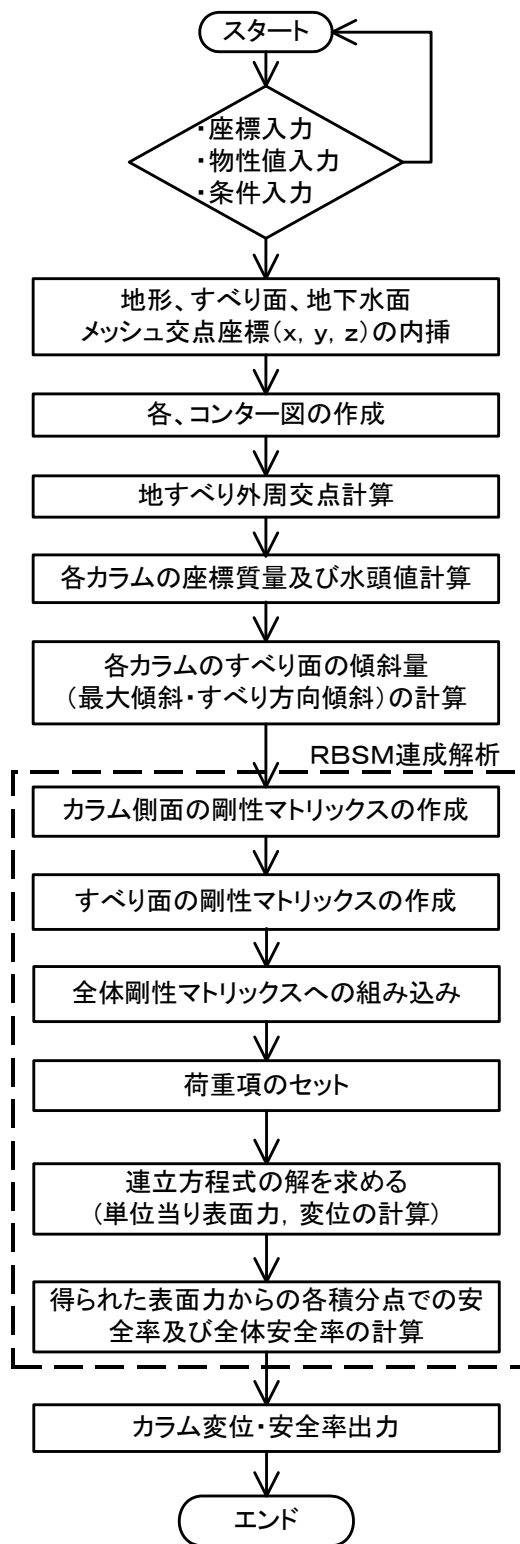 スタート
・座標入力
・物性値入力
・条件入力
地形、すべり面、地下水面
メッシュ交点座標(x, y, z)の内挿
各、コンター図の作成
地すべり外周交点計算
各カラムの座標質量及び水頭値計算
各カラムのすべり面の傾斜量
(最大傾斜・すべり方向傾斜)の計算
RBSM連成解析
カラム側面の剛性マトリックスの作成
すべり面の剛性マトリックスの作成
全体剛性マトリックスへの組み込み
荷重項のセット
連立方程式の解を求める
(単位当り表面力, 変位の計算)
得られた表面力からの各積分点での安
全率及び全体安全率の計算
カラム変位・安全率出力
エンド